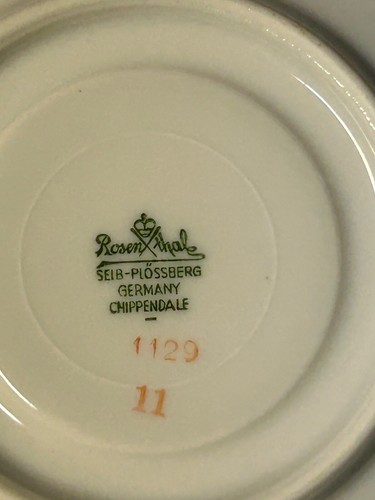 Rosenthal
SELB-PLÖSSBERG
GERMANY
CHIPPENDALE
1129
11